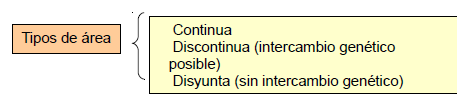 Tipos de área
Continua
Discontinua (intercambio genético
posible)
Disyunta (sin intercambio genético)